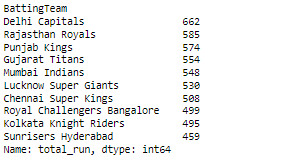 BattingTeam
Delhi Capitals 662
Rajasthan Royals 585
Punjab Kings 574
Gujarat Titans 554
Mumbai Indians 548
Lucknow Super Giants 530
Chennai Super Kings 508
Royal Challengers Bangalore 499
Kolkata Knight Riders 495
Sunrisers Hyderabad 459
Name: total_run, dtype: int64